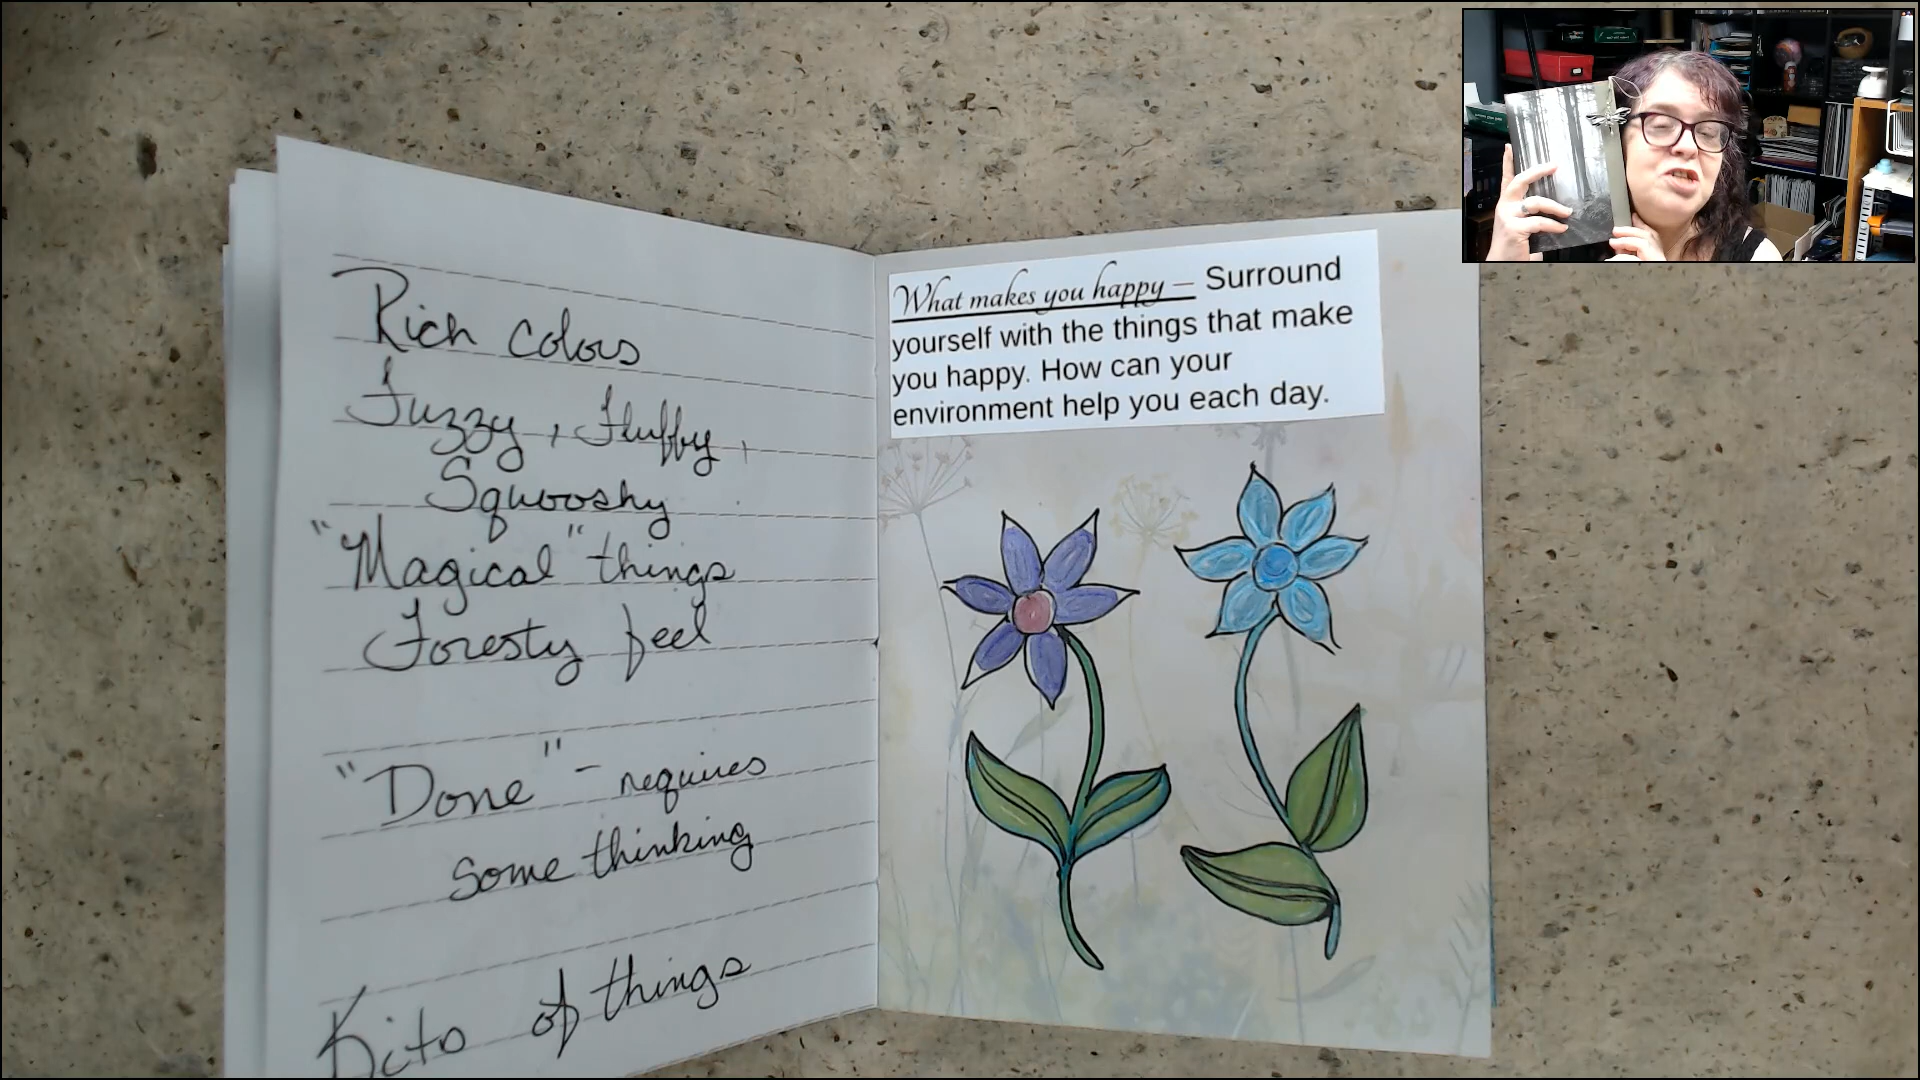 Rich colors
Fuzzy, Fluffy,
Squooshy
"Magical" things
Foresty feel
"Done" - requires
some thinking
Kits of things
What makes you happy – Surround
yourself with the things that make
you happy. How can your
environment help you each day.